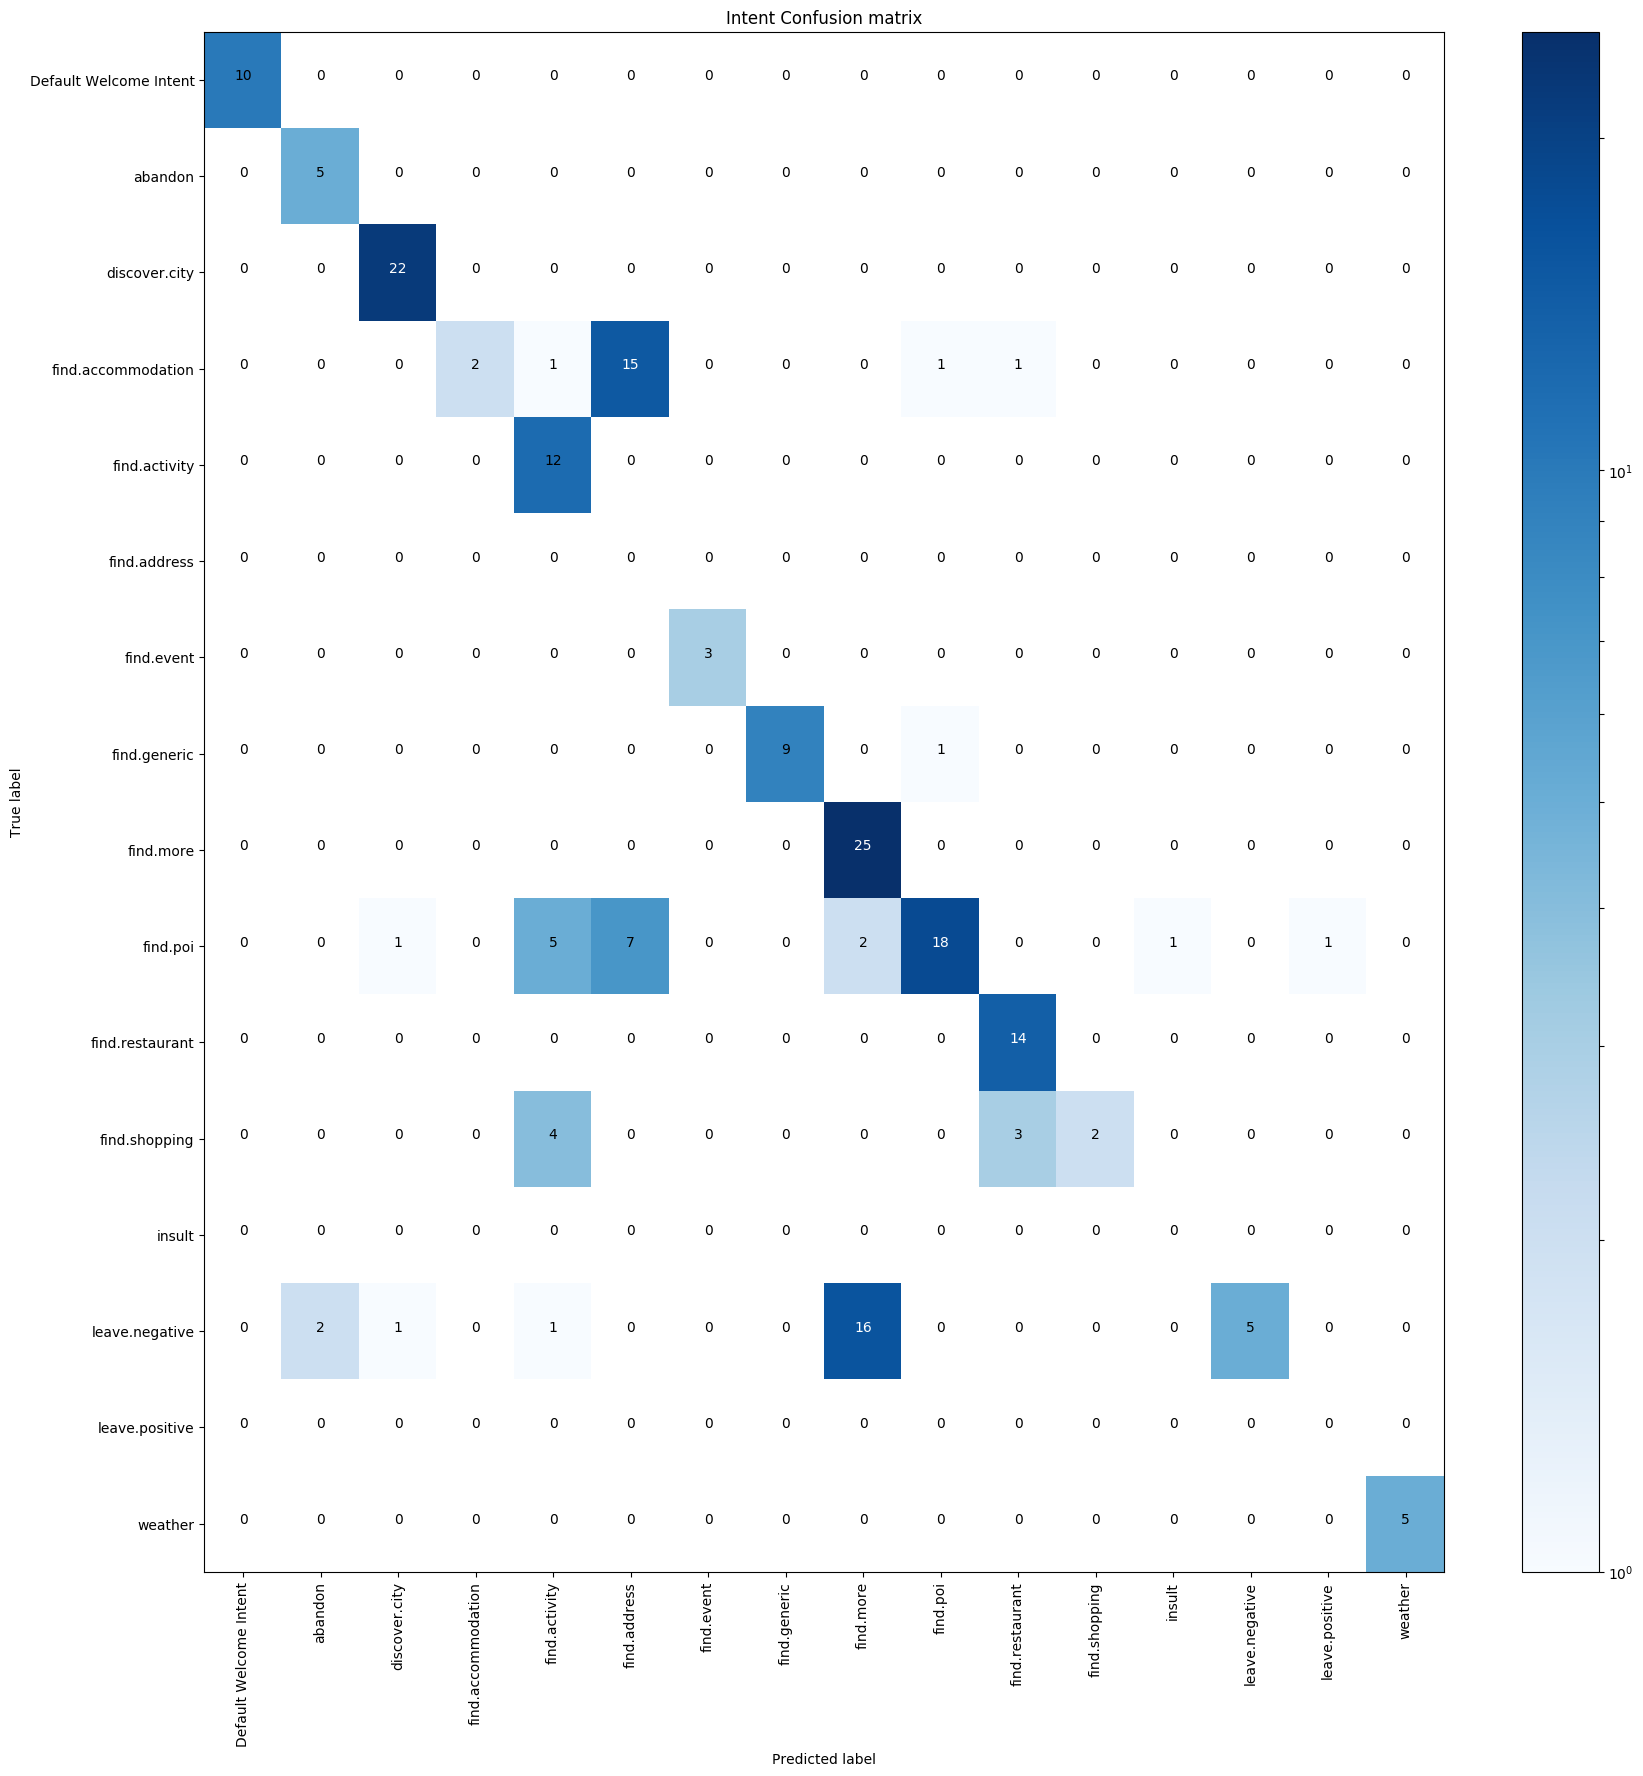 Intent Confusion matrix
Default Welcome Intent 10 0 0 0 0 0 0 0 0 0 0 0 0 0 0 0
abandon 0 5 0 0 0 0 0 0 0 0 0 0 0 0 0 0
discover.city 0 0 22 0 0 0 0 0 0 0 0 0 0 0 0 0
find.accommodation 0 0 0 2 1 15 0 0 0 1 1 0 0 0 0 0
find.activity 0 0 0 0 12 0 0 0 0 0 0 0 0 0 0 0
10¹
find.address 0 0 0 0 0 0 0 0 0 0 0 0 0 0 0 0
find.event 0 0 0 0 0 0 3 0 0 0 0 0 0 0 0 0
find.generic 0 0 0 0 0 0 0 9 0 1 0 0 0 0 0 0
True label
find.more 0 0 0 0 0 0 0 0 25 0 0 0 0 0 0 0
find.poi 0 0 1 0 5 7 0 0 2 18 0 0 1 0 1 0
find.restaurant 0 0 0 0 0 0 0 0 0 0 14 0 0 0 0 0
find.shopping 0 0 0 0 4 0 0 0 0 0 3 2 0 0 0 0
insult 0 0 0 0 0 0 0 0 0 0 0 0 0 0 0 0
leave.negative 0 2 1 0 1 0 0 0 16 0 0 0 0 5 0 0
leave.positive 0 0 0 0 0 0 0 0 0 0 0 0 0 0 0 0
weather 0 0 0 0 0 0 0 0 0 0 0 0 0 0 0 5
10⁰
Default Welcome Intent
abandon
discover.city
find.accommodation
find.activity
find.address
find.event
find.generic
find.more
find.poi
find.restaurant
find.shopping
insult
leave.negative
leave.positive
weather
Predicted label